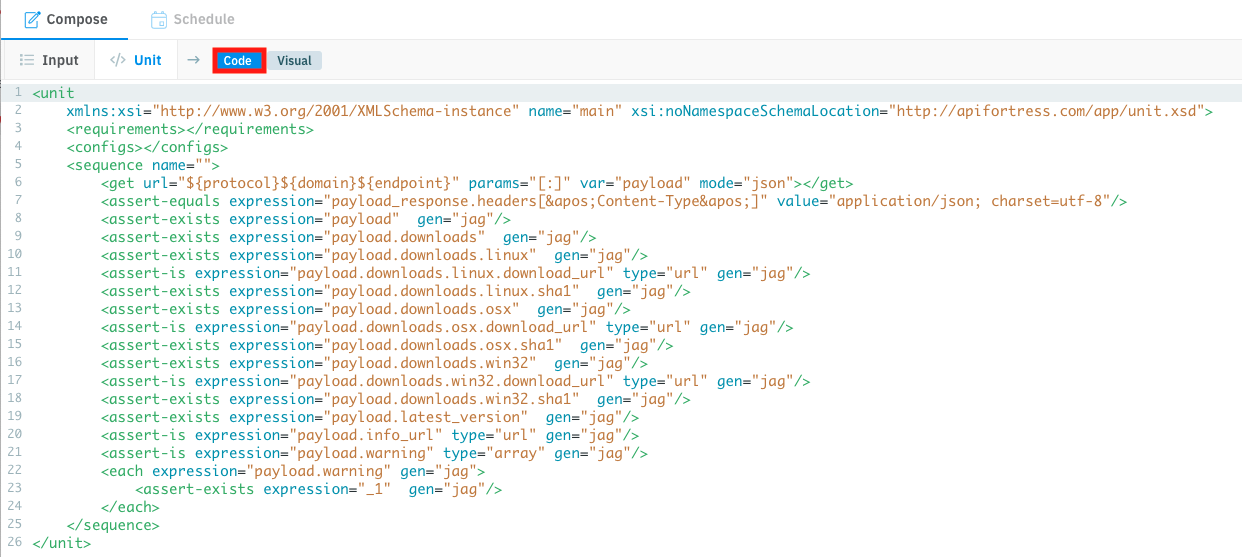 Compose Schedule
Input </> Unit → Code Visual
1 <unit
2     xmlns:xsi="http://www.w3.org/2001/XMLSchema-instance" name="main" xsi:noNamespaceSchemaLocation="http://apifortress.com/app/unit.xsd">
3     <requirements></requirements>
4     <configs></configs>
5     <sequence name="">
6         <get url="${protocol}${domain}${endpoint}" params="[:]" var="payload" mode="json"></get>
7         <assert-equals expression="payload_response.headers[&apos;Content-Type&apos;]" value="application/json; charset=utf-8"/>
8         <assert-exists expression="payload"  gen="jag"/>
9         <assert-exists expression="payload.downloads"  gen="jag"/>
10         <assert-exists expression="payload.downloads.linux"  gen="jag"/>
11         <assert-is expression="payload.downloads.linux.download_url" type="url" gen="jag"/>
12         <assert-exists expression="payload.downloads.linux.sha1"  gen="jag"/>
13         <assert-exists expression="payload.downloads.osx"  gen="jag"/>
14         <assert-is expression="payload.downloads.osx.download_url" type="url" gen="jag"/>
15         <assert-exists expression="payload.downloads.osx.sha1"  gen="jag"/>
16         <assert-exists expression="payload.downloads.win32"  gen="jag"/>
17         <assert-is expression="payload.downloads.win32.download_url" type="url" gen="jag"/>
18         <assert-exists expression="payload.downloads.win32.sha1"  gen="jag"/>
19         <assert-exists expression="payload.latest_version"  gen="jag"/>
20         <assert-is expression="payload.info_url" type="url" gen="jag"/>
21         <assert-is expression="payload.warning" type="array" gen="jag"/>
22         <each expression="payload.warning" gen="jag">
23             <assert-exists expression="_1"  gen="jag"/>
24         </each>
25     </sequence>
26 </unit>